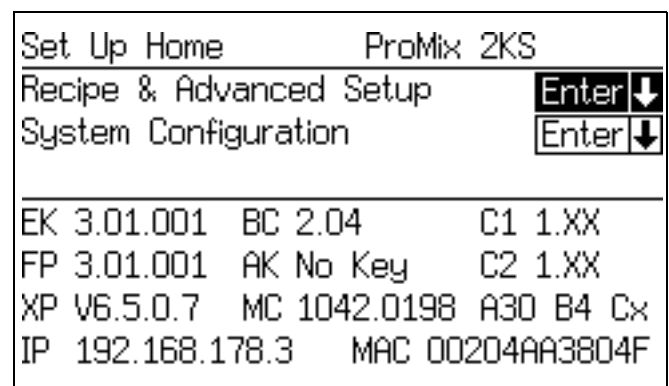 Set Up Home ProMix 2KS
Recipe & Advanced Setup Enter
System Configuration Enter
EK 3.01.001 BC 2.04 C1 1.XX
FP 3.01.001 AK No Key C2 1.XX
XP V6.5.0.7 MC 1042.0198 A30 B4 Cx
IP 192.168.178.3 MAC 00204AA3804F